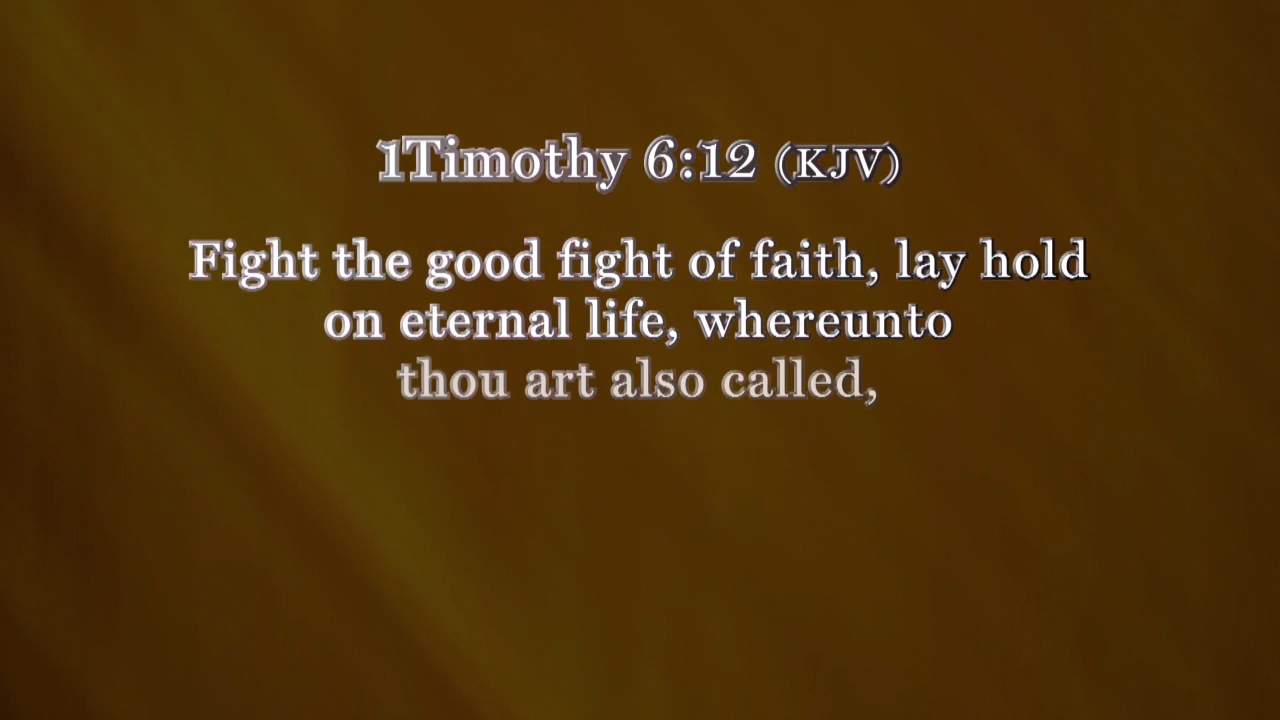 1Timothy 6:12 (KJV)
Fight the good fight of faith, lay hold
on eternal life, whereunto
thou art also called,